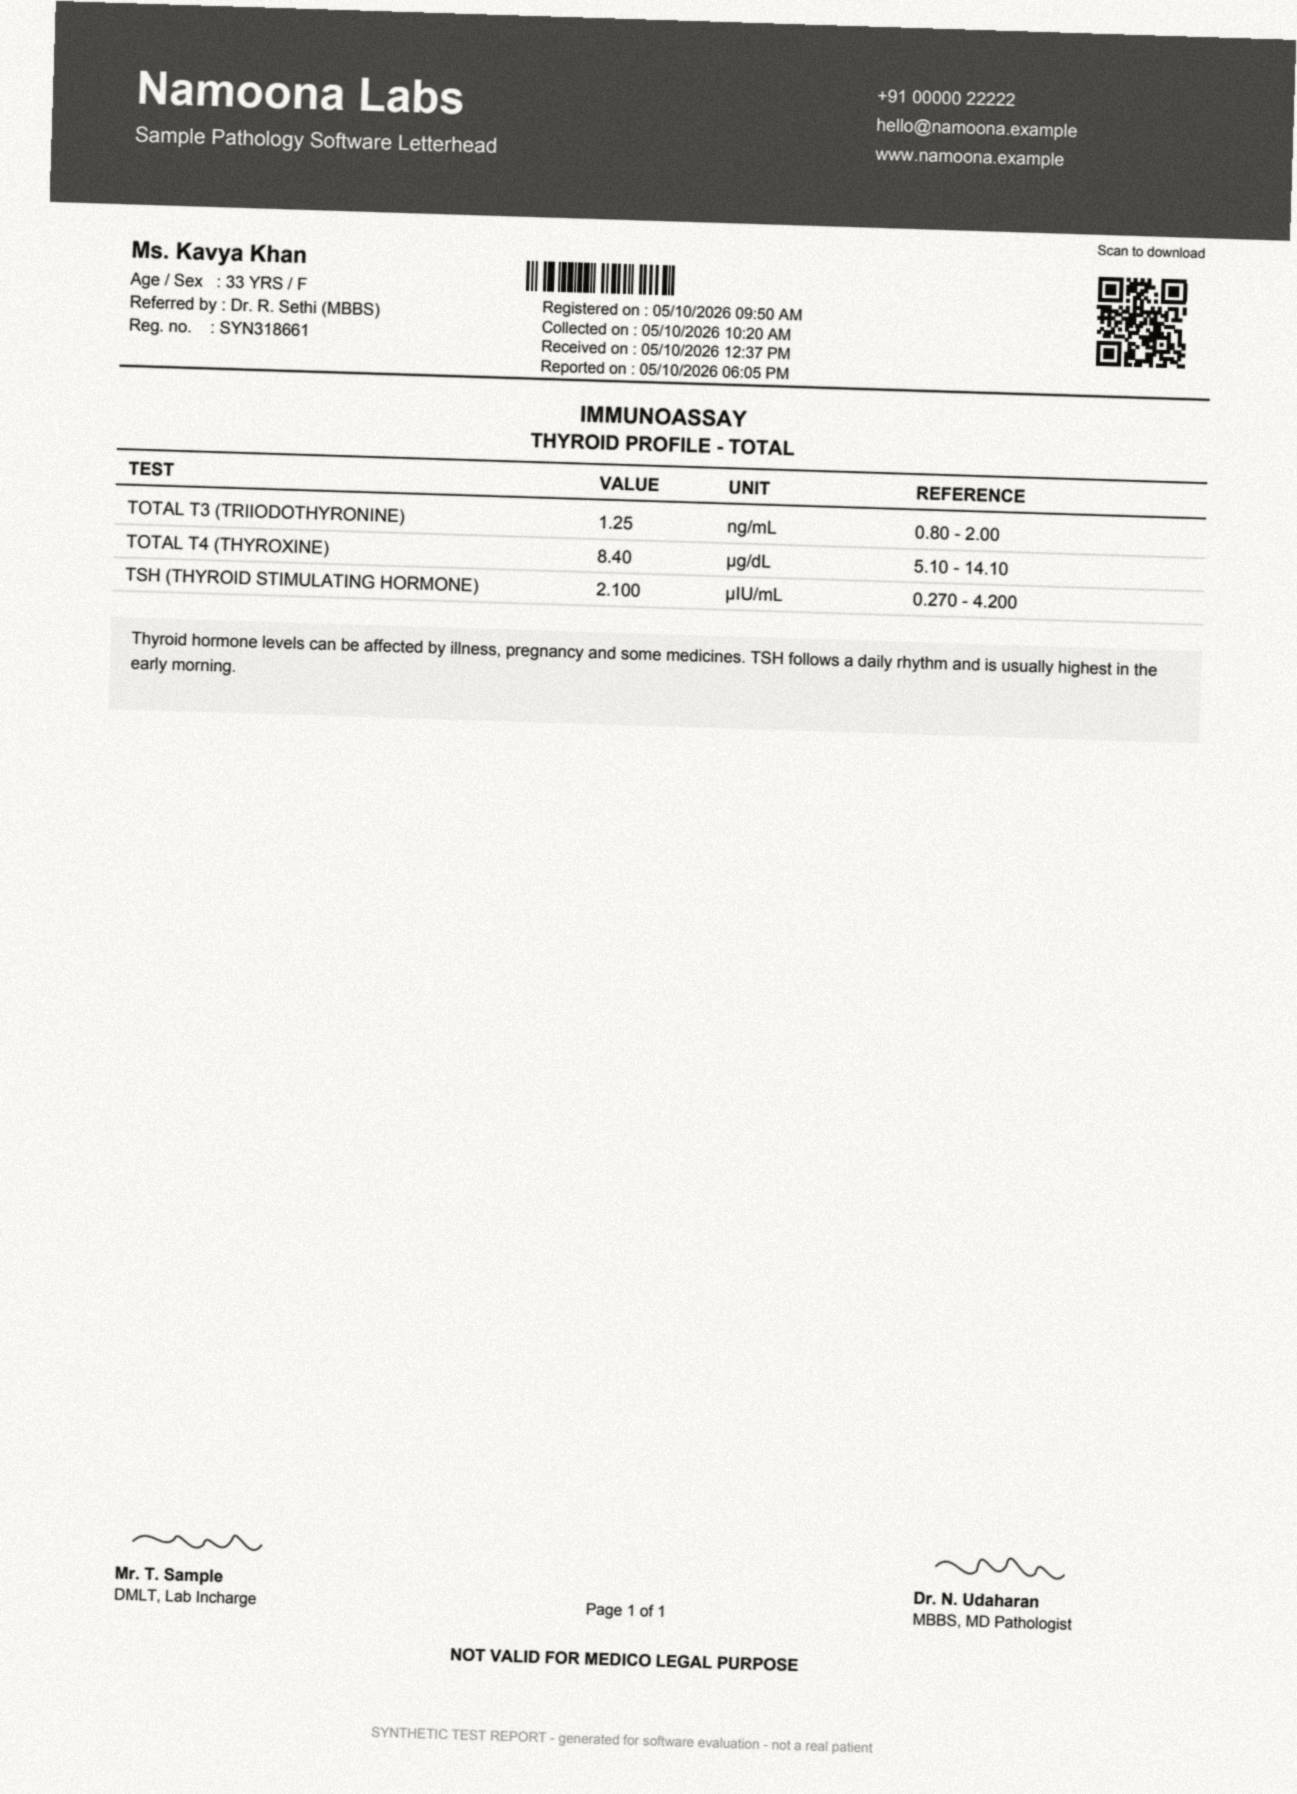 Namoona Labs
Sample Pathology Software Letterhead
+91 00000 22222
hello@namoona.example
www.namoona.example
Ms. Kavya Khan
Age / Sex : 33 YRS / F
Referred by : Dr. R. Sethi (MBBS)
Reg. no. : SYN318661
Registered on : 05/10/2026 09:50 AM
Collected on : 05/10/2026 10:20 AM
Received on : 05/10/2026 12:37 PM
Reported on : 05/10/2026 06:05 PM
Scan to download
IMMUNOASSAY
THYROID PROFILE - TOTAL
TEST VALUE UNIT REFERENCE
TOTAL T3 (TRIIODOTHYRONINE) 1.25 ng/mL 0.80 - 2.00
TOTAL T4 (THYROXINE) 8.40 µg/dL 5.10 - 14.10
TSH (THYROID STIMULATING HORMONE) 2.100 µIU/mL 0.270 - 4.200
Thyroid hormone levels can be affected by illness, pregnancy and some medicines. TSH follows a daily rhythm and is usually highest in the
early morning.
Mr. T. Sample
DMLT, Lab Incharge
Page 1 of 1
Dr. N. Udaharan
MBBS, MD Pathologist
NOT VALID FOR MEDICO LEGAL PURPOSE
SYNTHETIC TEST REPORT - generated for software evaluation - not a real patient